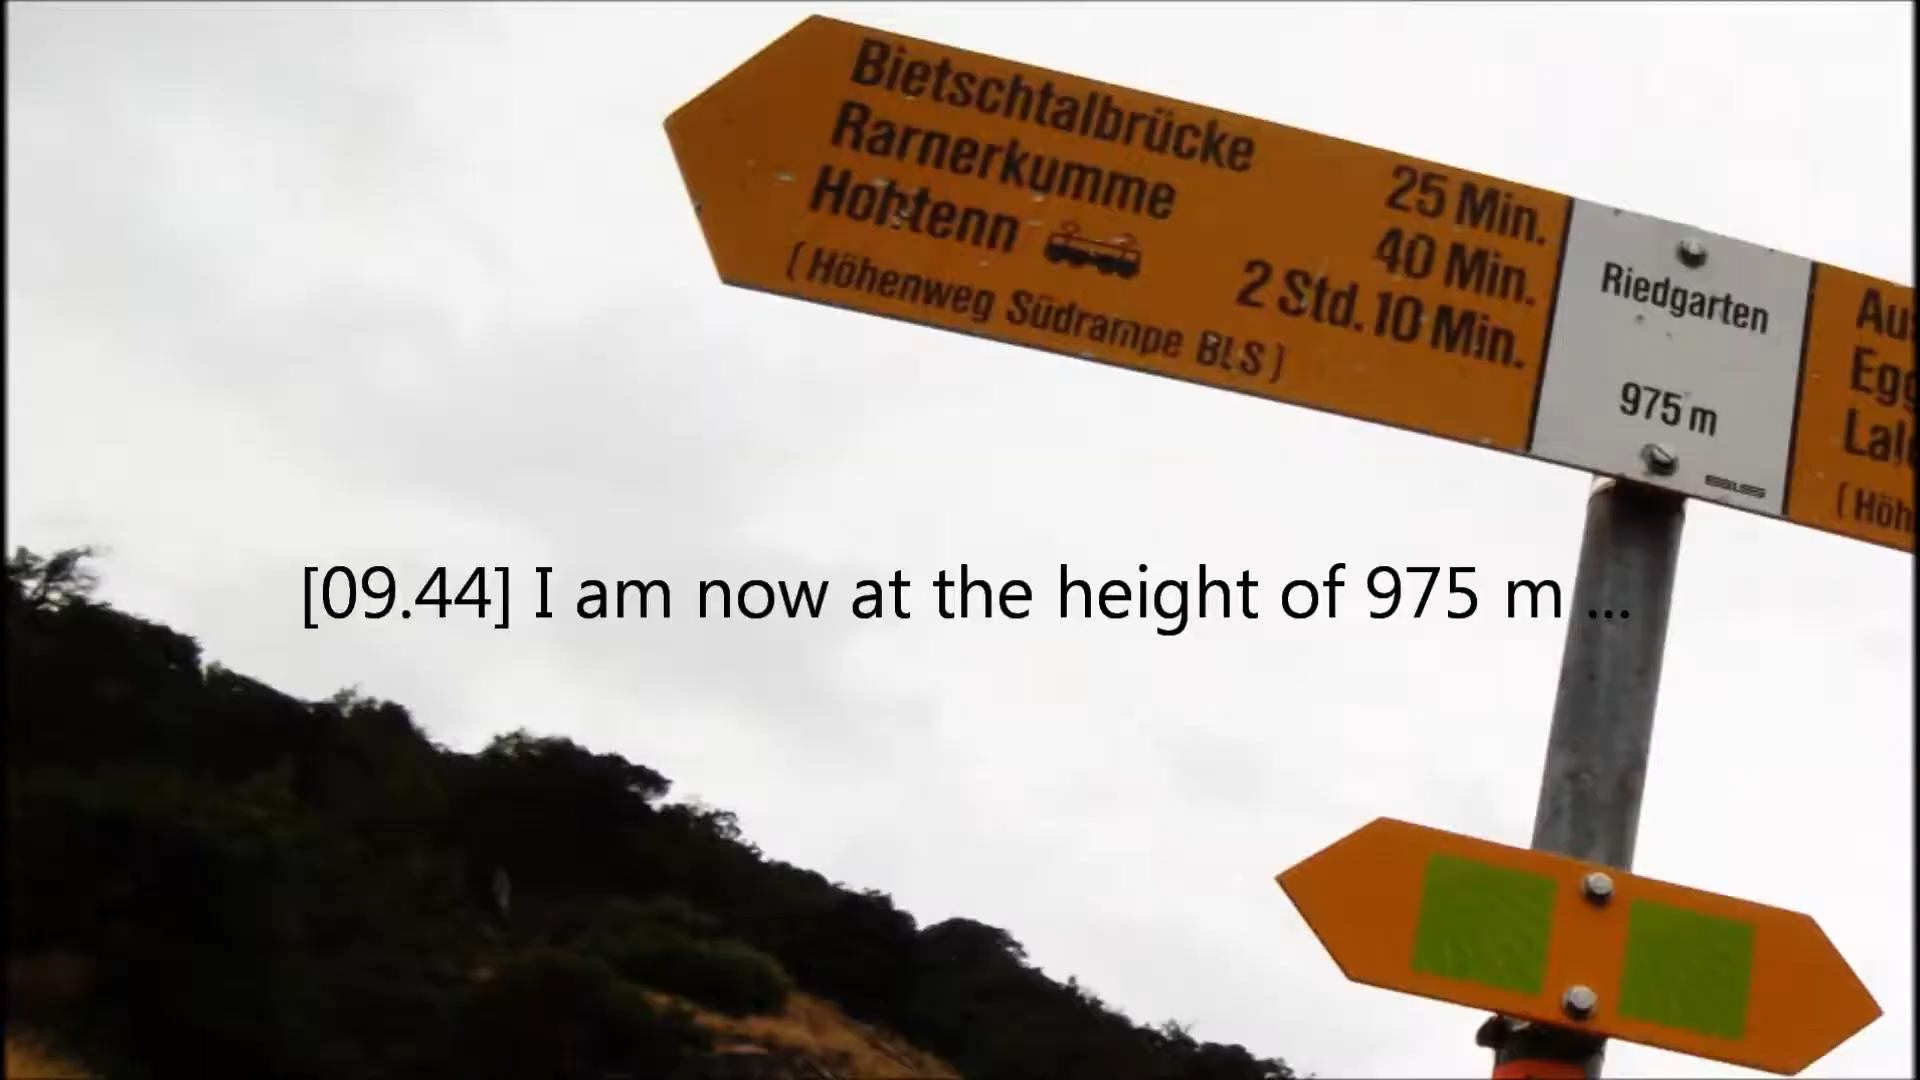 Bietschtalbrücke 25 Min.
Rarnerkumme 40 Min.
Hohtenn 2 Std. 10 Min.
(Höhenweg Südrampe BLS)
Riedgarten
975 m
[09.44] I am now at the height of 975 m ...